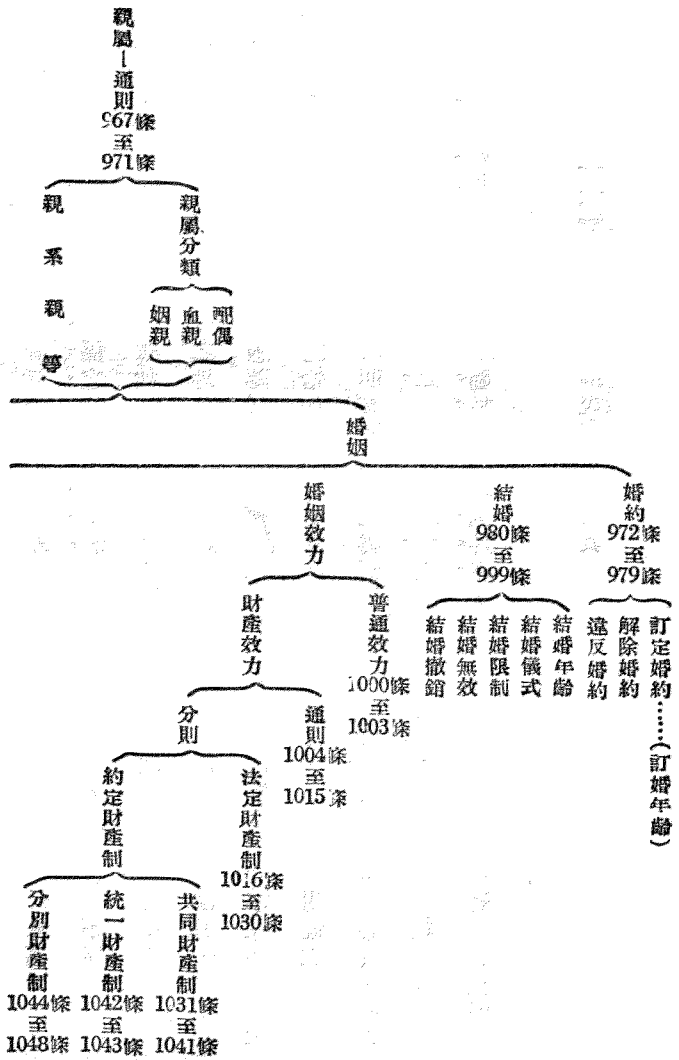 親屬—通則967條至971條
親屬分類
配偶
血親
姻親
親系親等
婚姻
婚約972條至979條
訂定婚約……(訂婚年齡)
解除婚約
違反婚約
結婚980條至999條
結婚年齡
結婚儀式
結婚限制
結婚無效
結婚撤銷
婚姻效力
普通效力1000條至1003條
財產效力
通則1004條至1015條
分則
法定財產制1016條至1030條
約定財產制
共同財產制1031條至1041條
統一財產制1042條至1043條
分別財產制1044條至1048條